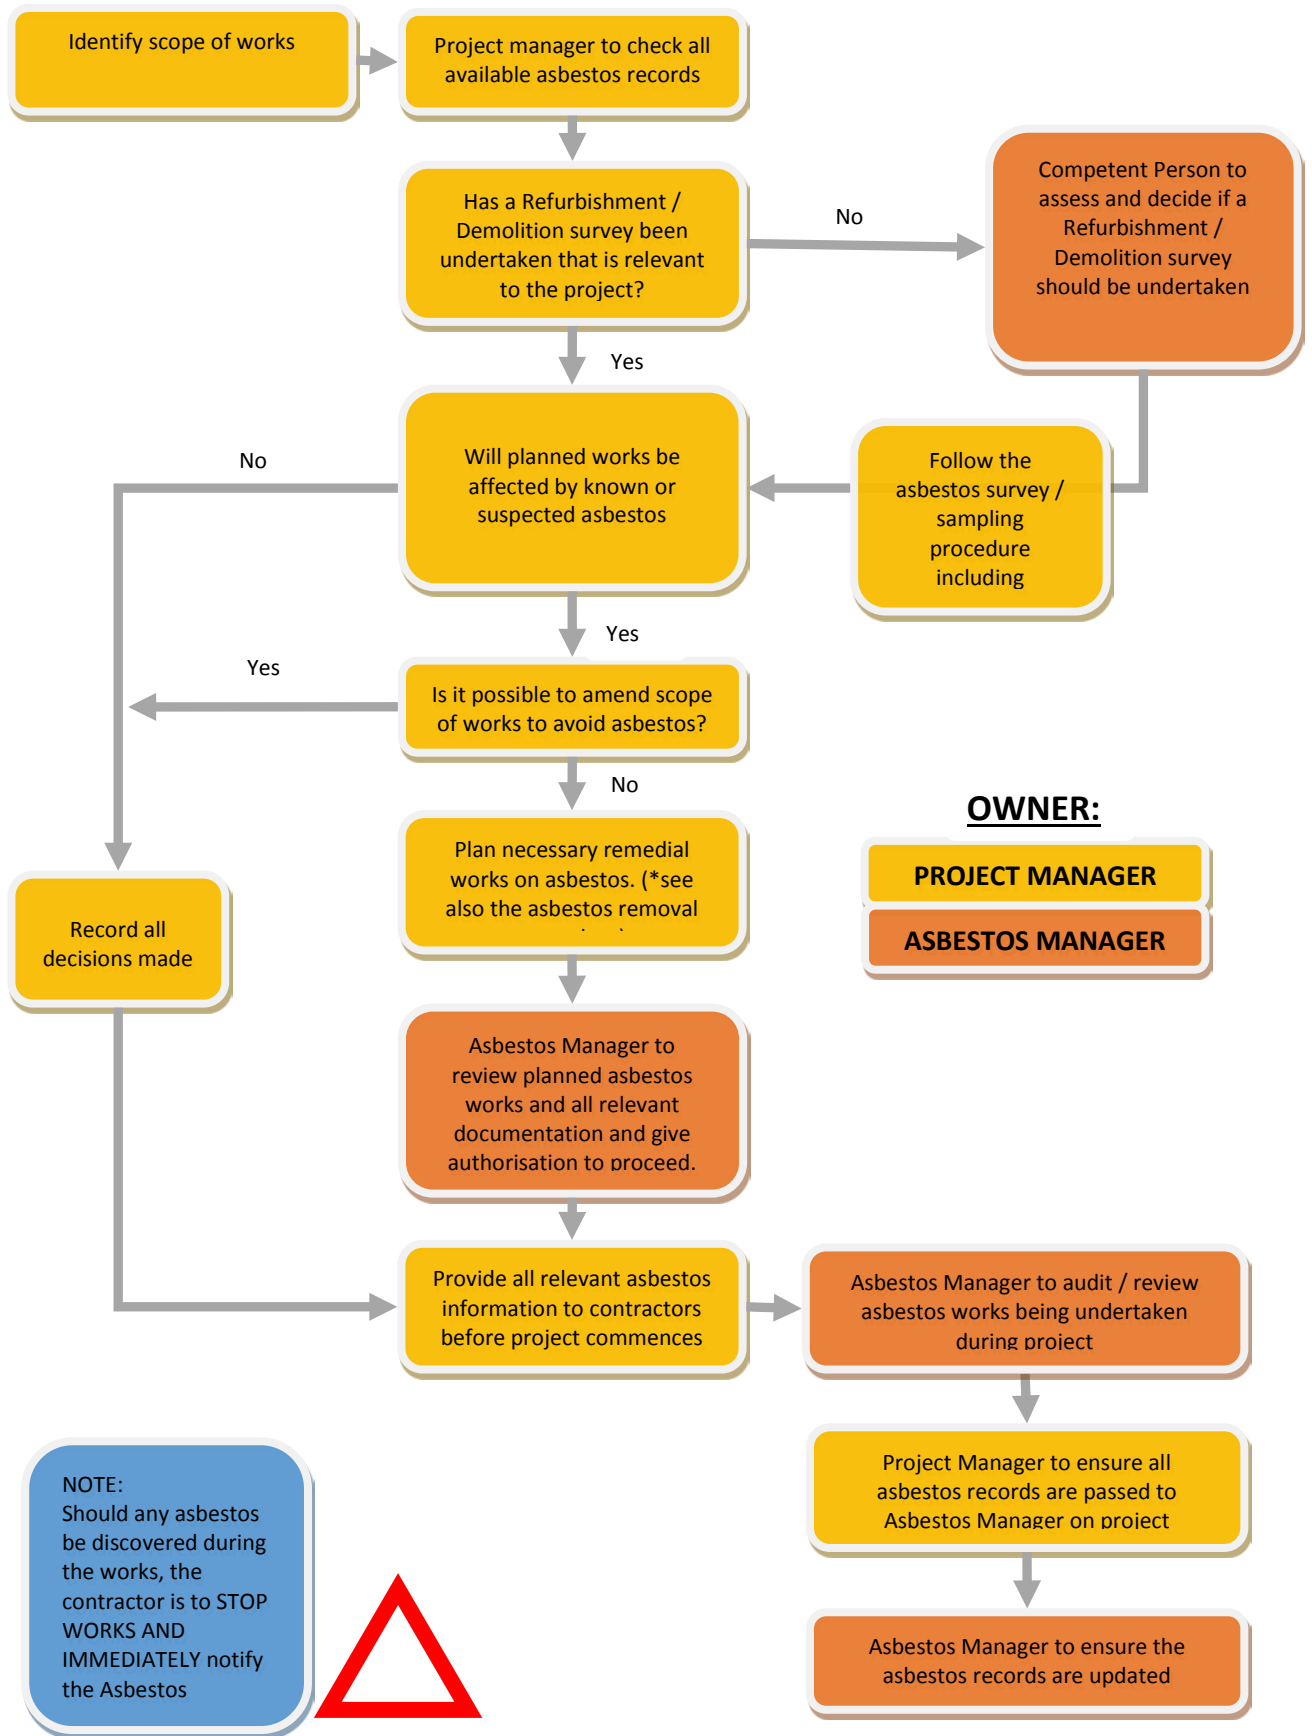 Identify scope of works
Project manager to check all
available asbestos records
Has a Refurbishment /
Demolition survey been
undertaken that is relevant
to the project?
No
Competent Person to
assess and decide if a
Refurbishment /
Demolition survey
should be undertaken
Yes
Will planned works be
affected by known or
suspected asbestos
No
Follow the
asbestos survey /
sampling
procedure
including
Yes
Yes
Is it possible to amend scope
of works to avoid asbestos?
No
Plan necessary remedial
works on asbestos. (*see
also the asbestos removal
OWNER:
PROJECT MANAGER
ASBESTOS MANAGER
Record all
decisions made
Asbestos Manager to
review planned asbestos
works and all relevant
documentation and give
authorisation to proceed.
Provide all relevant asbestos
information to contractors
before project commences
Asbestos Manager to audit / review
asbestos works being undertaken
during project
Project Manager to ensure all
asbestos records are passed to
Asbestos Manager on project
Asbestos Manager to ensure the
asbestos records are updated
NOTE:
Should any asbestos
be discovered during
the works, the
contractor is to STOP
WORKS AND
IMMEDIATELY notify
the Asbestos